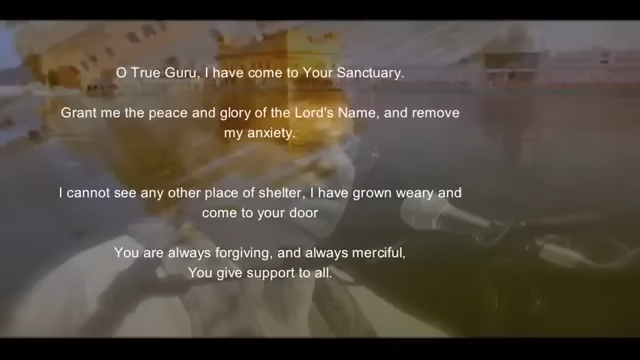 O True Guru, I have come to Your Sanctuary.
Grant me the peace and glory of the Lord's Name, and remove
my anxiety.
I cannot see any other place of shelter, I have grown weary and
come to your door
You are always forgiving, and always merciful,
You give support to all.